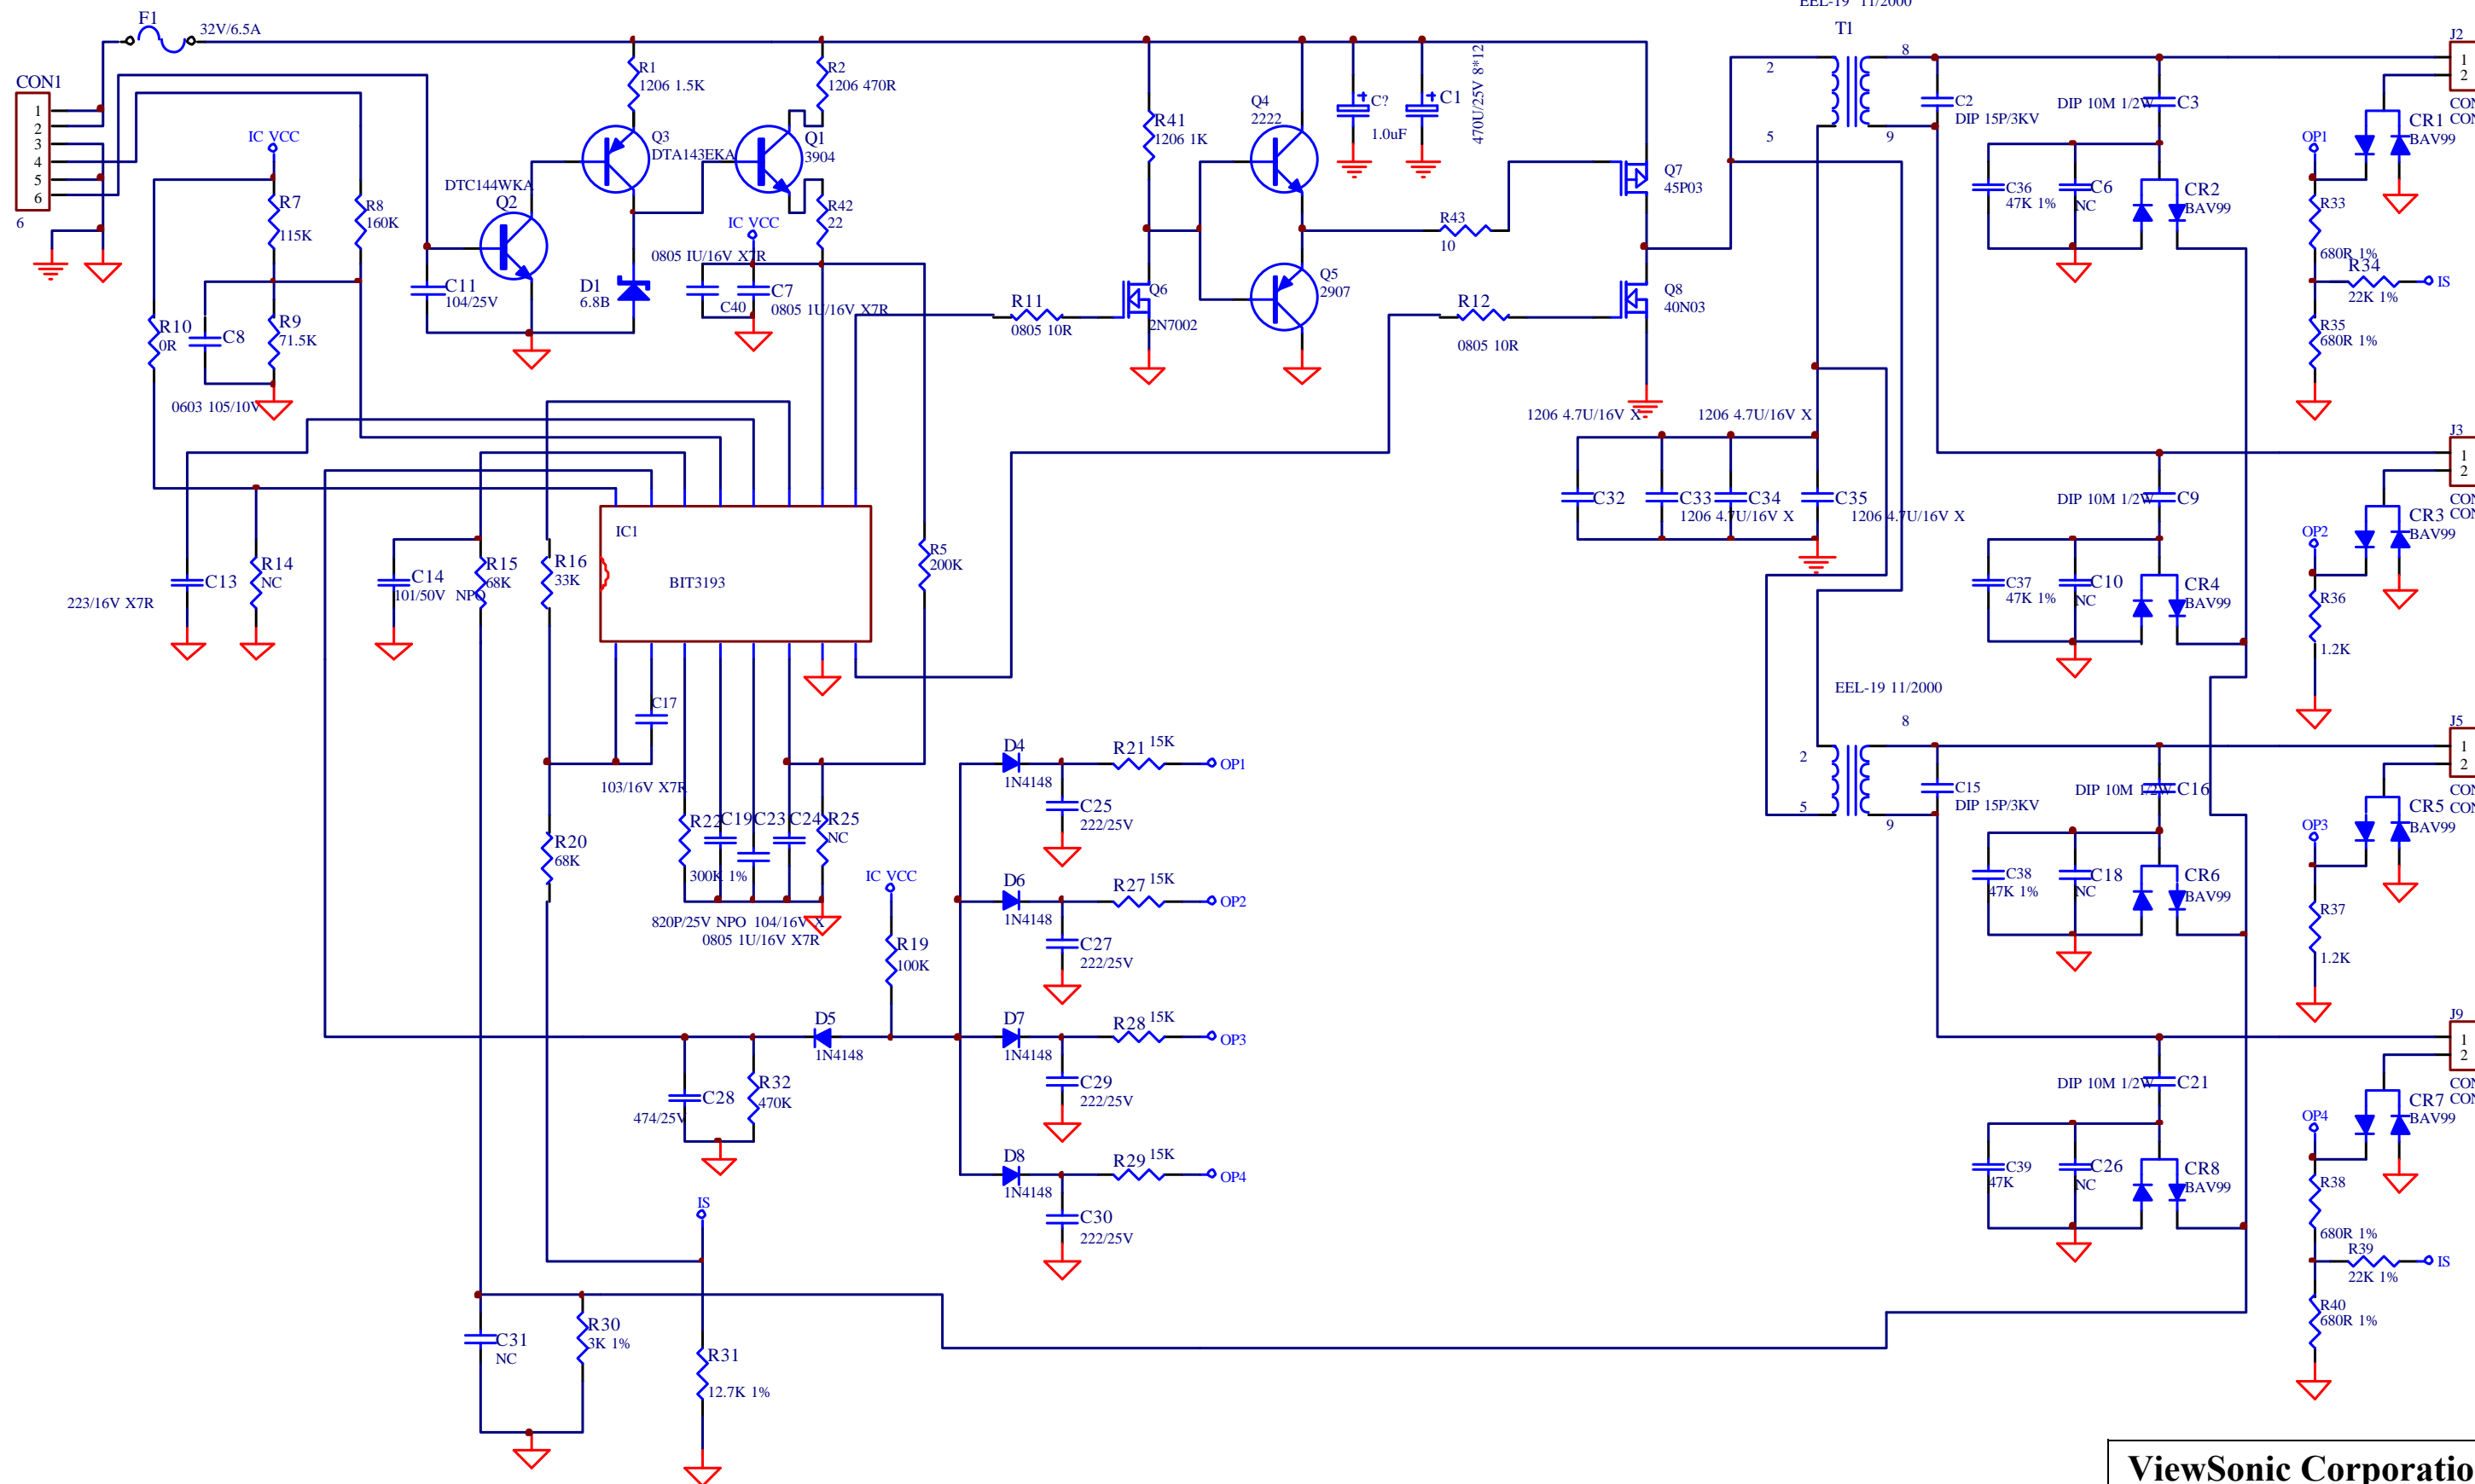 EEL-19 11/2000
T1
F1
32V/6.5A
CON1
1
2
3
4
5
6
6
IC VCC
R7
115K
R8
160K
R10
0R
C8
R9
71.5K
0603 105/10V
DTC144WKA
Q2
C11
104/25V
R1
1206 1.5K
Q3
DTA143EKA
R2
1206 470R
Q1
3904
R42
22
IC VCC
0805 1U/16V X7R
D1
6.8B
C40
C7
0805 1U/16V X7R
R11
0805 10R
R41
1206 1K
Q6
2N7002
Q4
2222
Q5
2907
C?
1.0uF
C1
470U/25V 8*12
R43
10
R12
0805 10R
Q7
45P03
Q8
40N03
2
5
8
9
C2
DIP 15P/3KV
DIP 10M 1/2W
C3
C36
47K 1%
C6
NC
CR2
BAV99
OP1
R33
680R 1%
R34
22K 1%
IS
R35
680R 1%
CR1
BAV99
J2
1
2
1206 4.7U/16V X
1206 4.7U/16V X
C32
C33
C34
C35
1206 4.7U/16V X
1206 4.7U/16V X
J3
1
2
DIP 10M 1/2W
C9
C37
47K 1%
C10
NC
CR4
BAV99
OP2
R36
1.2K
CR3
BAV99
C13
223/16V X7R
R14
NC
C14
101/50V NPO
R15
68K
R16
33K
IC1
BIT3193
R5
200K
C17
103/16V X7R
R20
68K
R22
C19
C23
C24
R25
NC
300K 1%
820P/25V NPO
104/16V X
0805 1U/16V X7R
IC VCC
R19
100K
D4
1N4148
R21
15K
OP1
C25
222/25V
D6
1N4148
R27
15K
OP2
C27
222/25V
D5
1N4148
D7
1N4148
R28
15K
OP3
C29
222/25V
D8
1N4148
R29
15K
OP4
C30
222/25V
C28
474/25V
R32
470K
IS
C31
NC
R30
3K 1%
R31
12.7K 1%
EEL-19 11/2000
2
5
8
9
C15
DIP 15P/3KV
DIP 10M 1/2W
C16
C38
47K 1%
C18
NC
CR6
BAV99
OP3
R37
1.2K
CR5
BAV99
J5
1
2
J9
1
2
DIP 10M 1/2W
C21
C39
47K
C26
NC
CR8
BAV99
OP4
R38
680R 1%
R39
22K 1%
IS
R40
680R 1%
CR7
BAV99
ViewSonic Corporatio